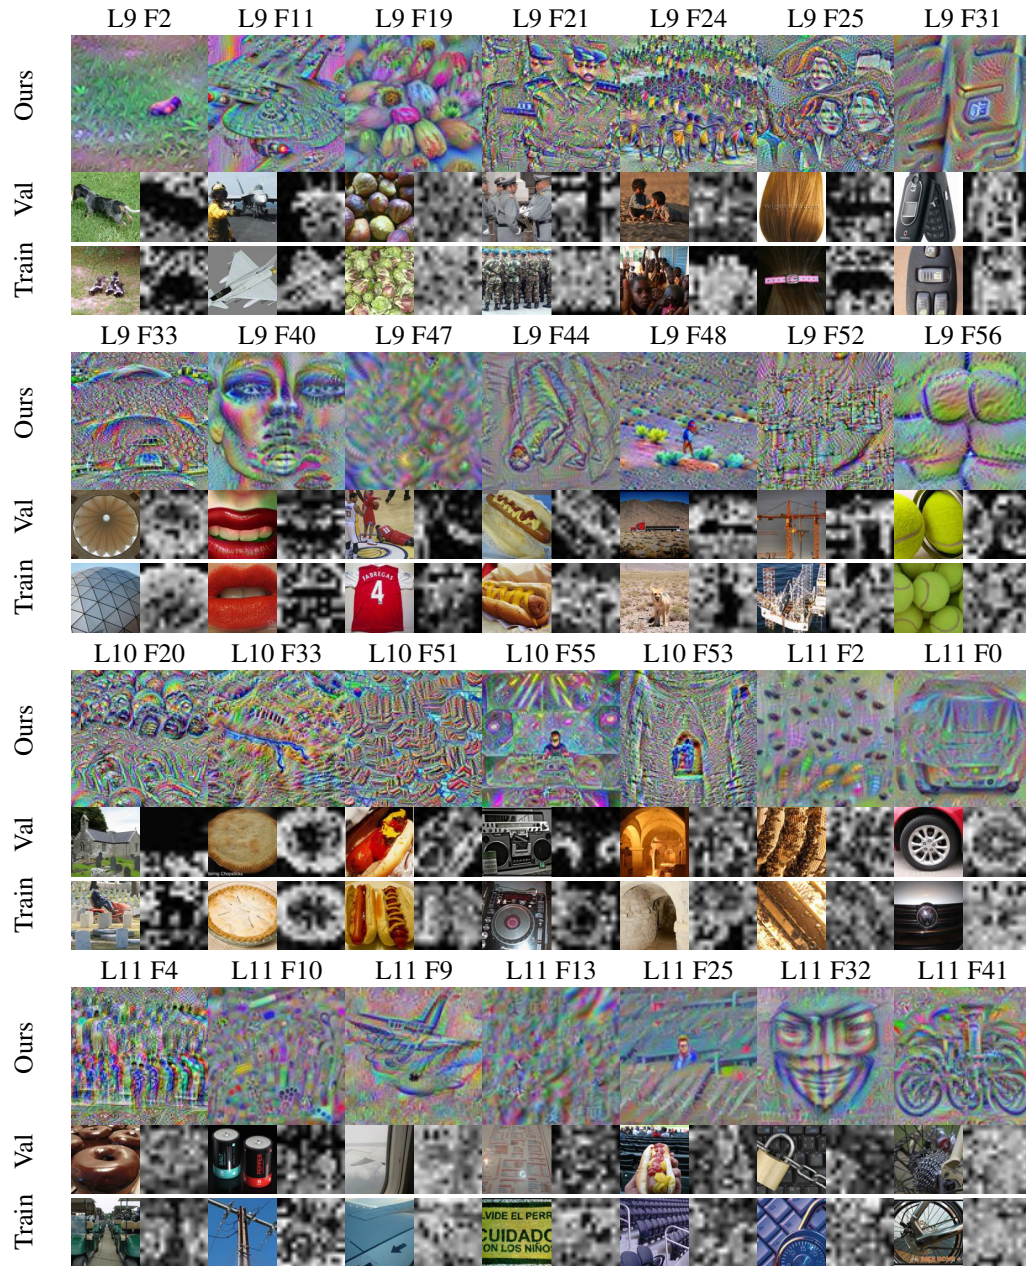 L9 F2 L9 F11 L9 F19 L9 F21 L9 F24 L9 F25 L9 F31
Ours
Val
Train
L9 F33 L9 F40 L9 F47 L9 F44 L9 F48 L9 F52 L9 F56
Ours
Val
Train
FABREGAS
4
L10 F20 L10 F33 L10 F51 L10 F55 L10 F53 L11 F2 L11 F0
Ours
Val
Train
L11 F4 L11 F10 L11 F9 L11 F13 L11 F25 L11 F32 L11 F41
Ours
Val
SALT
PEPPER
Train
LVIDE EL PERR
CUIDADO
ON LOS NIÑO